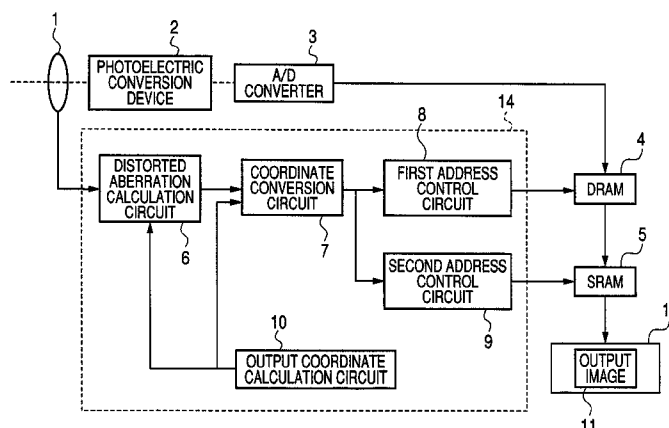 1
2
3
PHOTOELECTRIC
CONVERSION
DEVICE
A/D
CONVERTER
14
8
4
DISTORTED
ABERRATION
CALCULATION
CIRCUIT
COORDINATE
CONVERSION
CIRCUIT
FIRST ADDRESS
CONTROL
CIRCUIT
DRAM
6
7
5
SECOND ADDRESS
CONTROL
CIRCUIT
SRAM
10
9
1
OUTPUT COORDINATE
CALCULATION CIRCUIT
OUTPUT
IMAGE
11